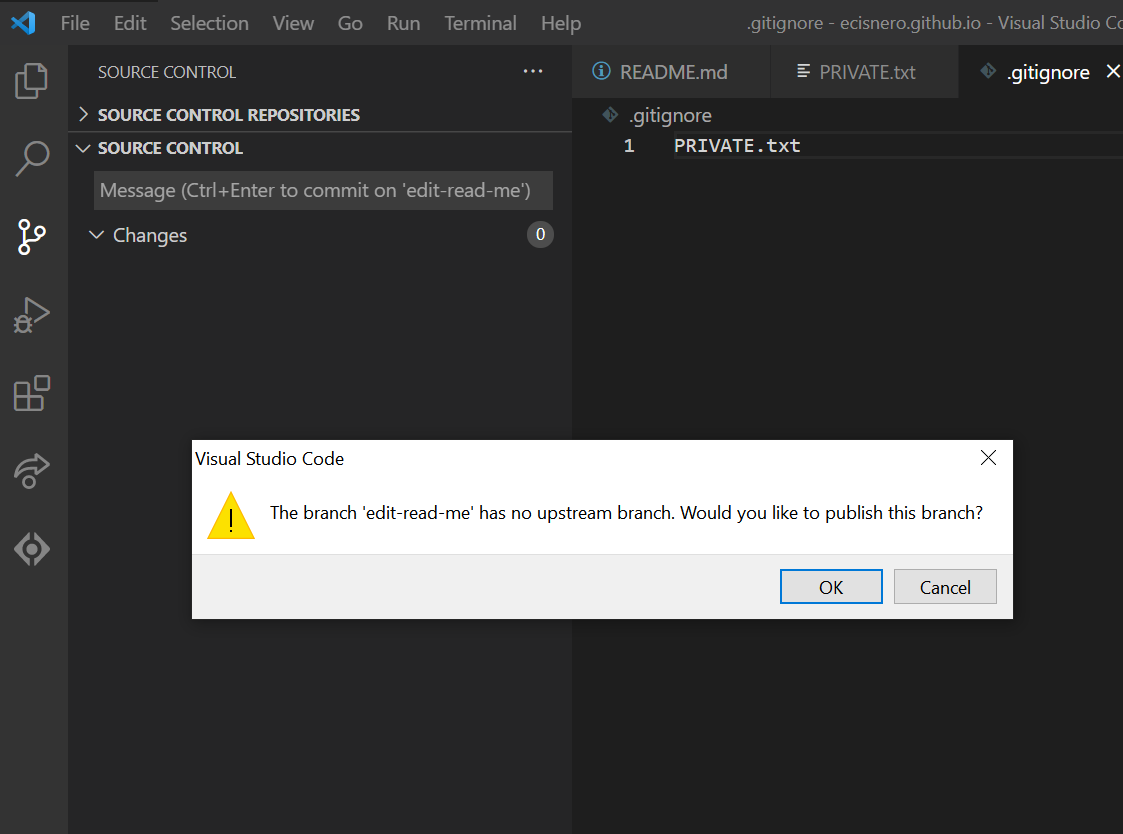 File Edit Selection View Go Run Terminal Help .gitignore - ecisnero.github.io - Visual Studio Co
SOURCE CONTROL ···
SOURCE CONTROL REPOSITORIES
SOURCE CONTROL
Message (Ctrl+Enter to commit on 'edit-read-me')
Changes 0
README.md PRIVATE.txt .gitignore
.gitignore
1 PRIVATE.txt
Visual Studio Code
The branch 'edit-read-me' has no upstream branch. Would you like to publish this branch?
OK Cancel